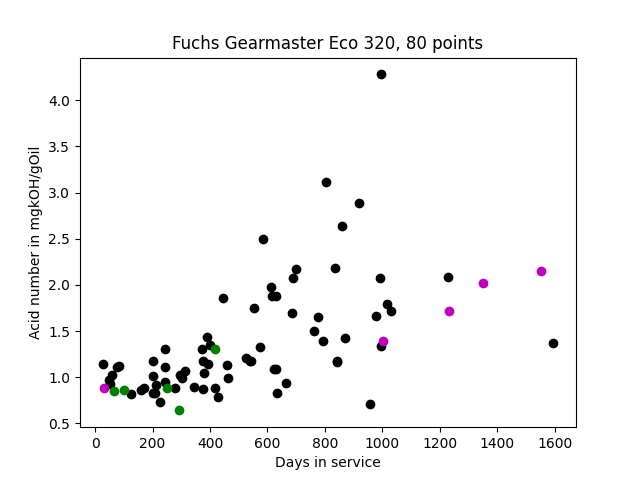 Fuchs Gearmaster Eco 320, 80 points
Acid number in mgkOH/gOil
4.0
3.5
3.0
2.5
2.0
1.5
1.0
0.5
0 200 400 600 800 1000 1200 1400 1600
Days in service